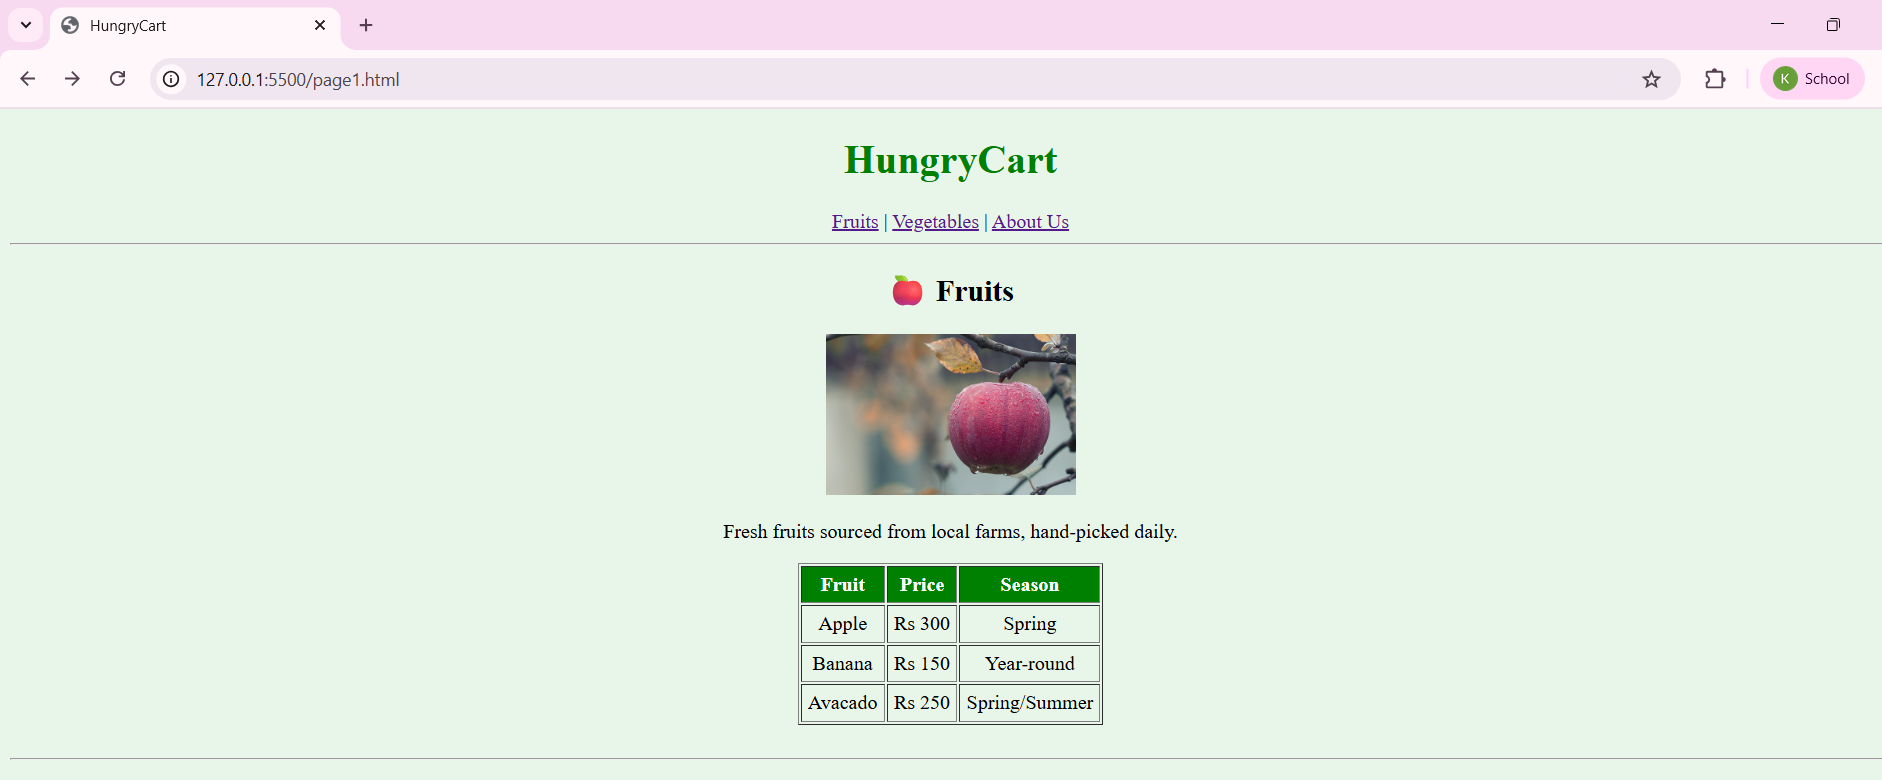 HungryCart
127.0.0.1:5500/page1.html
K School
HungryCart
Fruits | Vegetables | About Us
Fruits
Fresh fruits sourced from local farms, hand-picked daily.
Fruit Price Season
Apple Rs 300 Spring
Banana Rs 150 Year-round
Avacado Rs 250 Spring/Summer